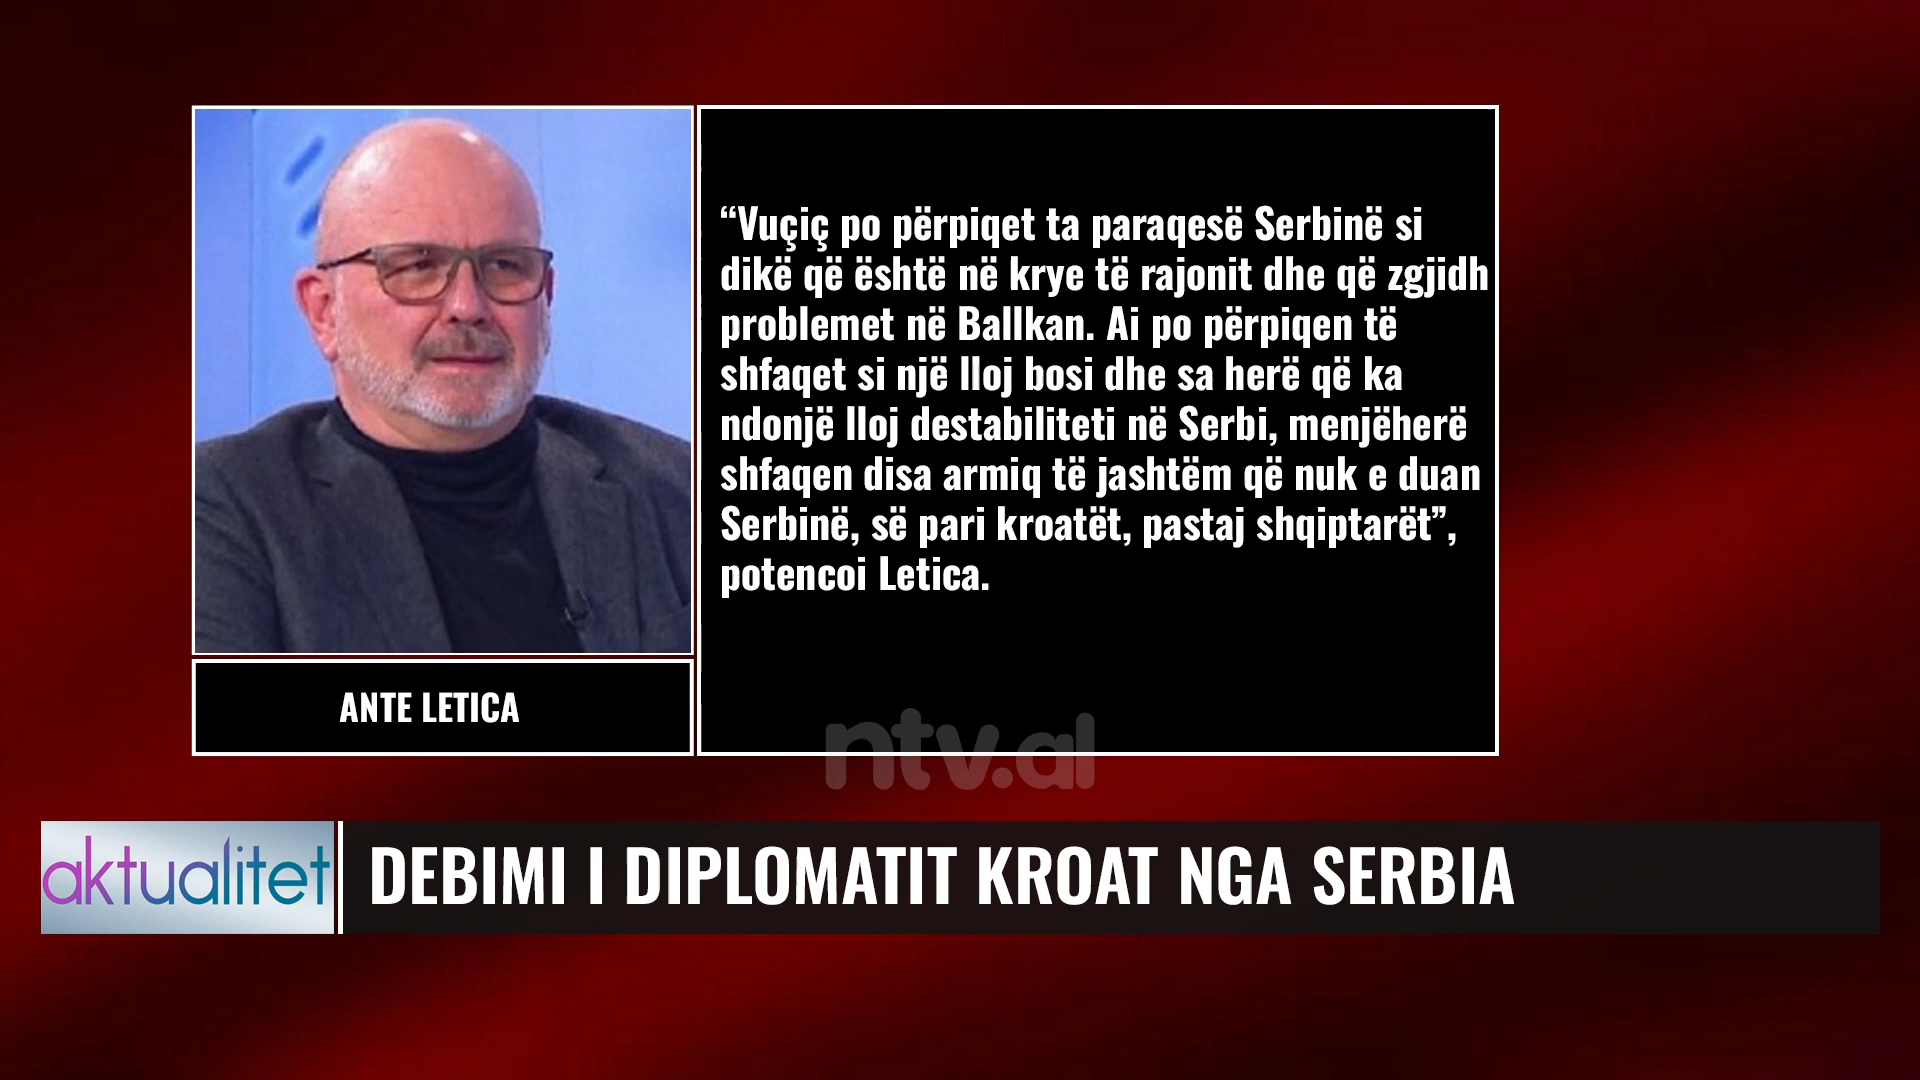 “Vuçiç po përpiqet ta paraqesë Serbinë si
dikë që është në krye të rajonit dhe që zgjidh
problemet në Ballkan. Ai po përpiqen të
shfaqet si një lloj bosi dhe sa herë që ka
ndonjë lloj destabiliteti në Serbi, menjëherë
shfaqen disa armiq të jashtëm që nuk e duan
Serbinë, së pari kroatët, pastaj shqiptarët”,
potencoi Letica.
ANTE LETICA
ntv.al
aktualitet
DEBIMI I DIPLOMATIT KROAT NGA SERBIA